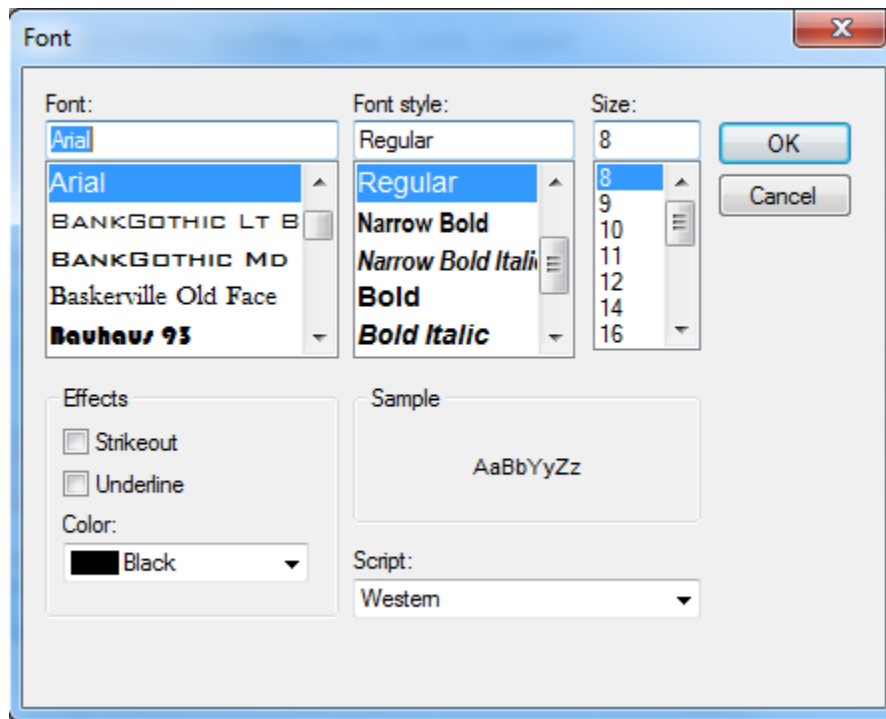 Font
Font:
Font style:
Size:
Arial
Regular
8
OK
Cancel
Arial
BankGothic Lt B
BankGothic Md
Baskerville Old Face
Bauhaus 93
Regular
Narrow Bold
Narrow Bold Itali
Bold
Bold Italic
8
9
10
11
12
14
16
Effects
Strikeout
Underline
Color:
Black
Sample
AaBbYyZz
Script:
Western